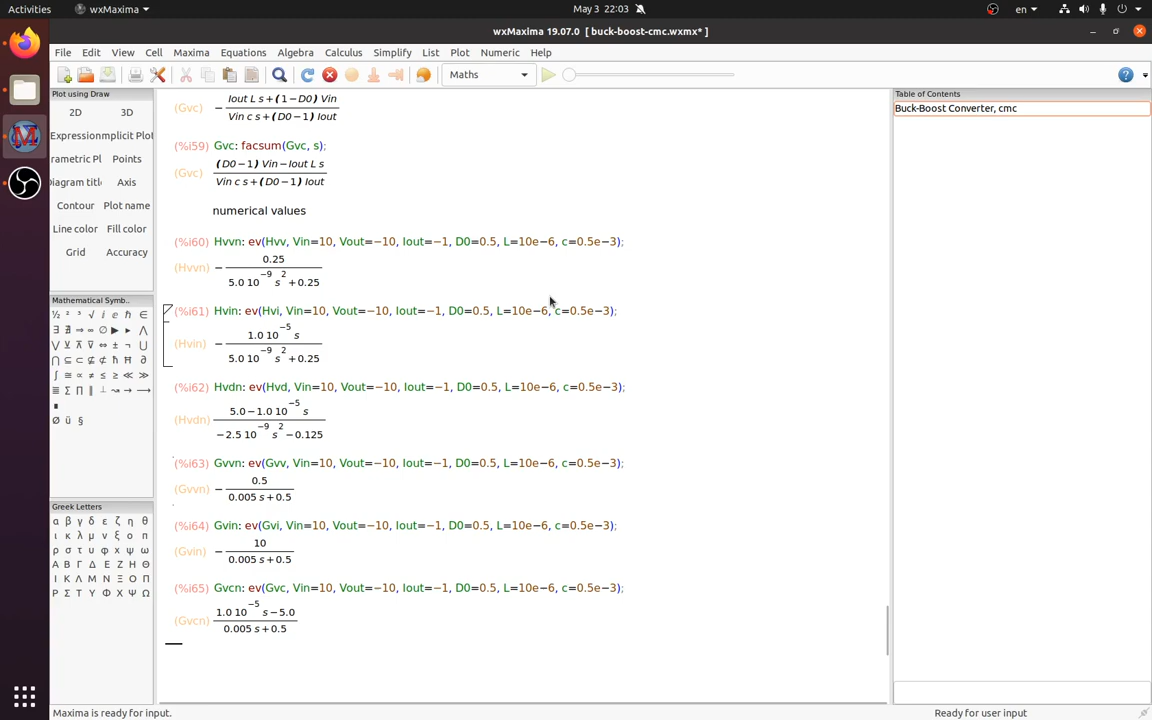 Activities
wxMaxima
May 3 22:03
en
wxMaxima 19.07.0 [ buck-boost-cmc.wxmx* ]
File Edit View Cell Maxima Equations Algebra Calculus Simplify List Plot Numeric Help
Maths
Plot using Draw
2D 3D
Expression mplicit Plot
rametric Pl Points
iagram title Axis
Contour Plot name
Line color Fill color
Grid Accuracy
Mathematical Symb..
½ ² ³ √ ⅈ ⅇ ℏ ∈
∃ ∄ ⇒ ∞ ∅ ▶ ▸ ⋀
⋁ ⊻ ⊼ ⊽ ⇔ ± ¬ ⋃
⋂ ⊆ ⊂ ⊈ ⊄ ħ Ħ ∂
∫ ≅ ∝ ≠ ≤ ≥ ≪ ≫
≣ ∑ ∏ ∥ ⟂ ↝ → ⟶
∎
Ø ü §
Greek Letters
α β γ δ ε ζ η θ
ι κ λ μ ν ξ ο π
ρ σ τ υ φ χ ψ ω
Α Β Γ Δ Ε Ζ Η Θ
Ι Κ Λ Μ Ν Ξ Ο Π
Ρ Σ Τ Υ Φ Χ Ψ Ω
(Gvc) −
Iout L s+(1−D0) Vin
Vin c s+(D0−1) Iout
(%i59) Gvc: facsum(Gvc, s);
(Gvc)
(D0−1) Vin−Iout L s
Vin c s+(D0−1) Iout
numerical values
(%i60) Hvvn: ev(Hvv, Vin=10, Vout=−10, Iout=−1, D0=0.5, L=10e−6, c=0.5e−3);
(Hvvn) −
0.25
5.0 10⁻⁹ s²+0.25
(%i61) Hvin: ev(Hvi, Vin=10, Vout=−10, Iout=−1, D0=0.5, L=10e−6, c=0.5e−3);
(Hvin) −
1.0 10⁻⁵ s
5.0 10⁻⁹ s²+0.25
(%i62) Hvdn: ev(Hvd, Vin=10, Vout=−10, Iout=−1, D0=0.5, L=10e−6, c=0.5e−3);
(Hvdn)
5.0−1.0 10⁻⁵ s
−2.5 10⁻⁹ s²−0.125
(%i63) Gvvn: ev(Gvv, Vin=10, Vout=−10, Iout=−1, D0=0.5, L=10e−6, c=0.5e−3);
(Gvvn) −
0.5
0.005 s+0.5
(%i64) Gvin: ev(Gvi, Vin=10, Vout=−10, Iout=−1, D0=0.5, L=10e−6, c=0.5e−3);
(Gvin) −
10
0.005 s+0.5
(%i65) Gvcn: ev(Gvc, Vin=10, Vout=−10, Iout=−1, D0=0.5, L=10e−6, c=0.5e−3);
(Gvcn)
1.0 10⁻⁵ s−5.0
0.005 s+0.5
Table of Contents
Buck-Boost Converter, cmc
Maxima is ready for input.
Ready for user input